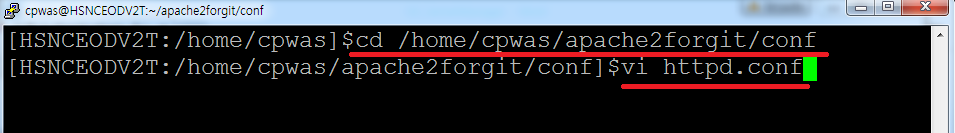 cpwas@HSNCEODV2T:~/apache2forgit/conf
[HSNCEODV2T:/home/cpwas]$cd /home/cpwas/apache2forgit/conf
[HSNCEODV2T:/home/cpwas/apache2forgit/conf]$vi httpd.conf